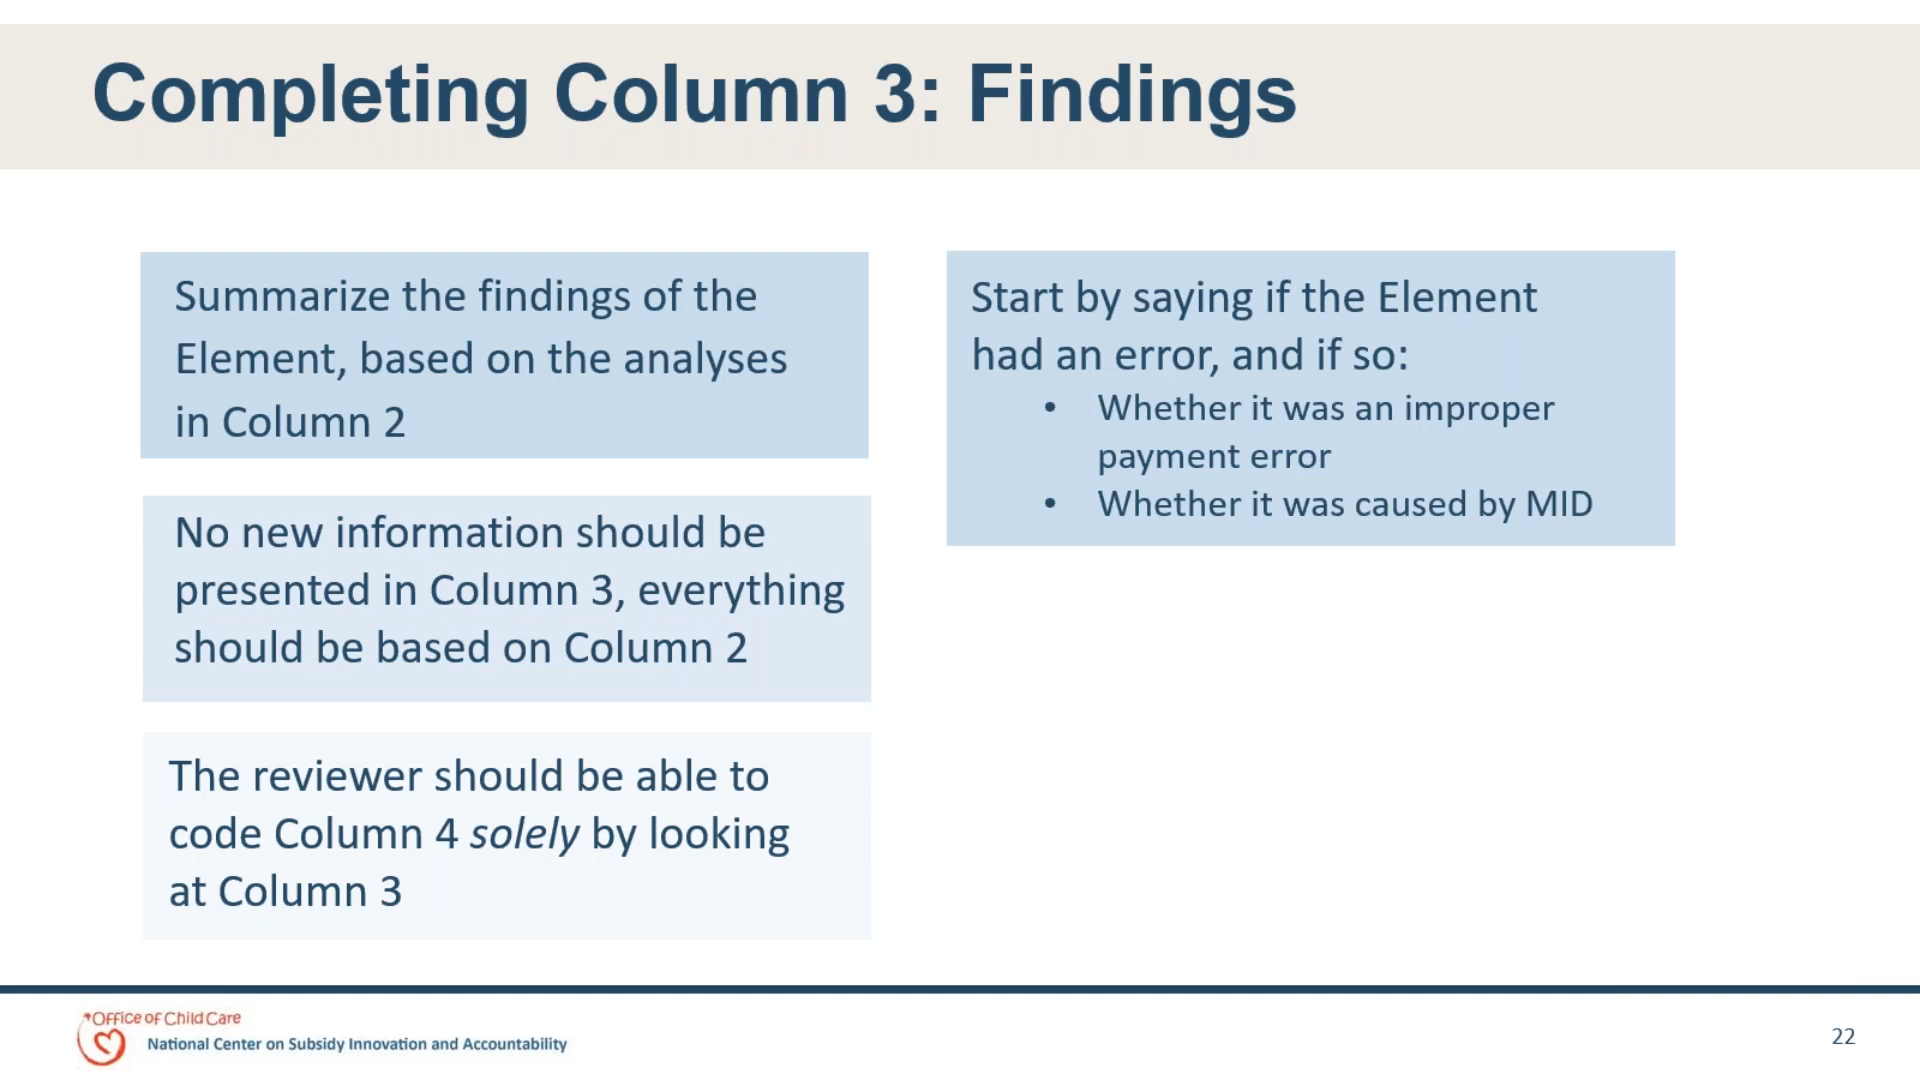 Completing Column 3: Findings
Summarize the findings of the
Element, based on the analyses
in Column 2
No new information should be
presented in Column 3, everything
should be based on Column 2
The reviewer should be able to
code Column 4 solely by looking
at Column 3
Start by saying if the Element
had an error, and if so:
• Whether it was an improper
payment error
• Whether it was caused by MID
Office of Child Care
National Center on Subsidy Innovation and Accountability
22